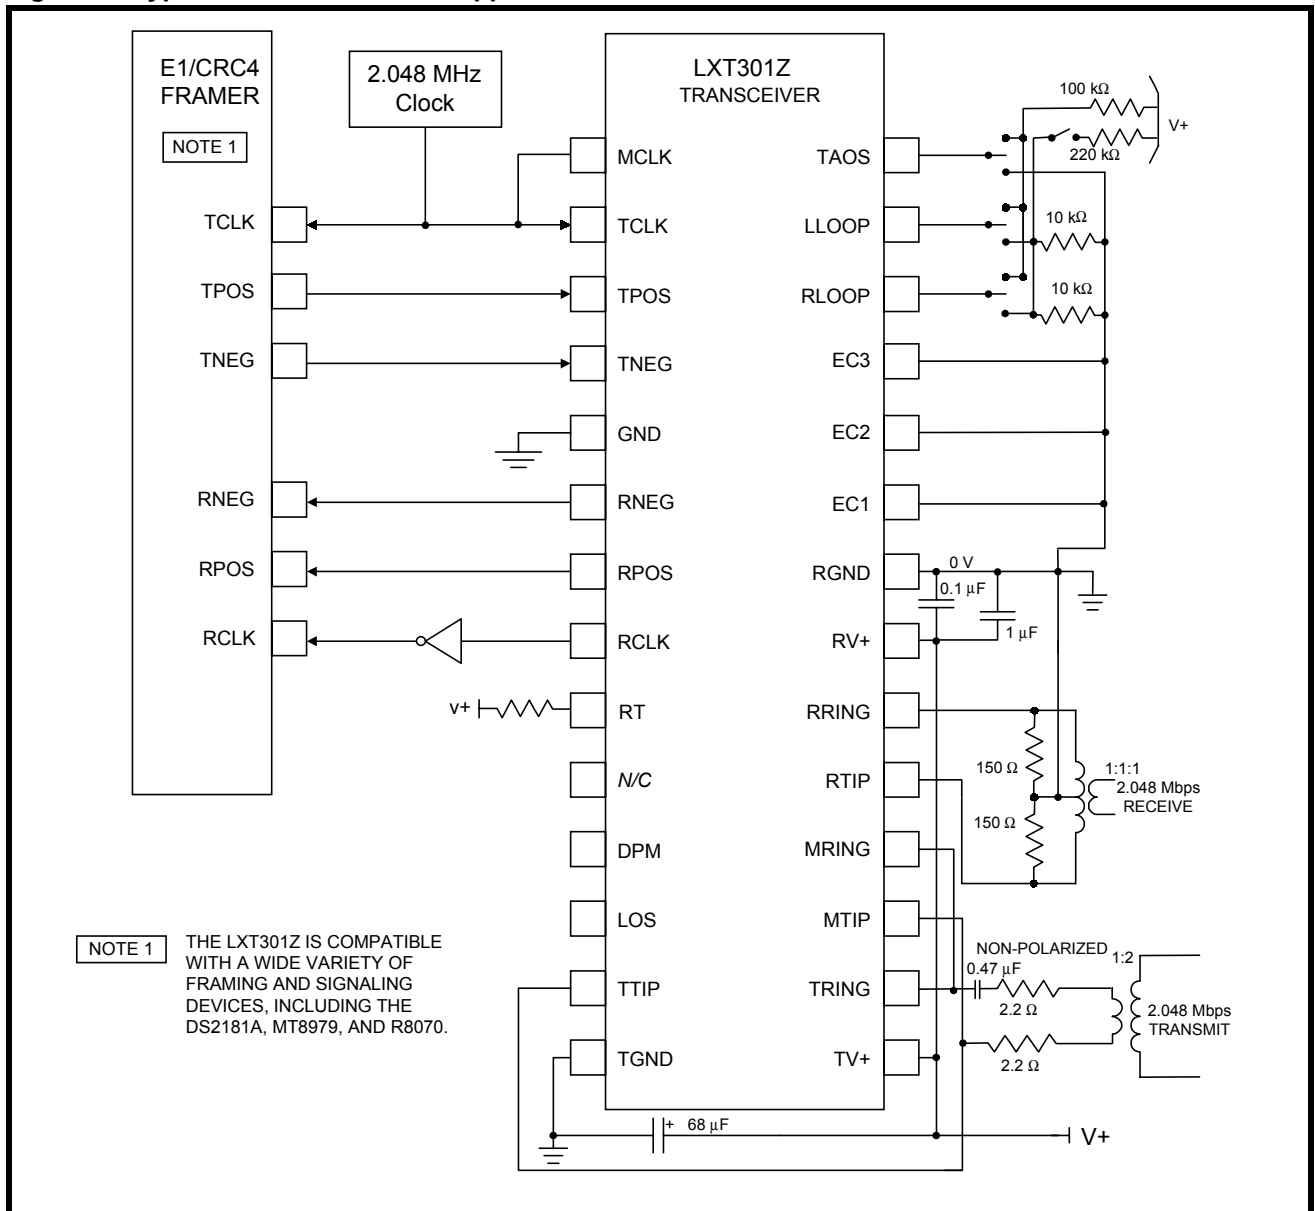 E1/CRC4
FRAMER
NOTE 1
TCLK
TPOS
TNEG
RNEG
RPOS
RCLK
2.048 MHz
Clock
LXT301Z
TRANSCEIVER
MCLK
TCLK
TPOS
TNEG
GND
RNEG
RPOS
RCLK
RT
N/C
DPM
LOS
TTIP
TGND
v+
TAOS
LLOOP
RLOOP
EC3
EC2
EC1
RGND
RV+
RRING
RTIP
MRING
MTIP
TRING
TV+
100 kΩ
V+
220 kΩ
10 kΩ
10 kΩ
0 V
0.1 µF
1 µF
150 Ω
1:1:1
2.048 Mbps
RECEIVE
150 Ω
NON-POLARIZED
1:2
0.47 µF
2.2 Ω
2.048 Mbps
TRANSMIT
2.2 Ω
+ 68 µF
V+
NOTE 1
THE LXT301Z IS COMPATIBLE
WITH A WIDE VARIETY OF
FRAMING AND SIGNALING
DEVICES, INCLUDING THE
DS2181A, MT8979, AND R8070.